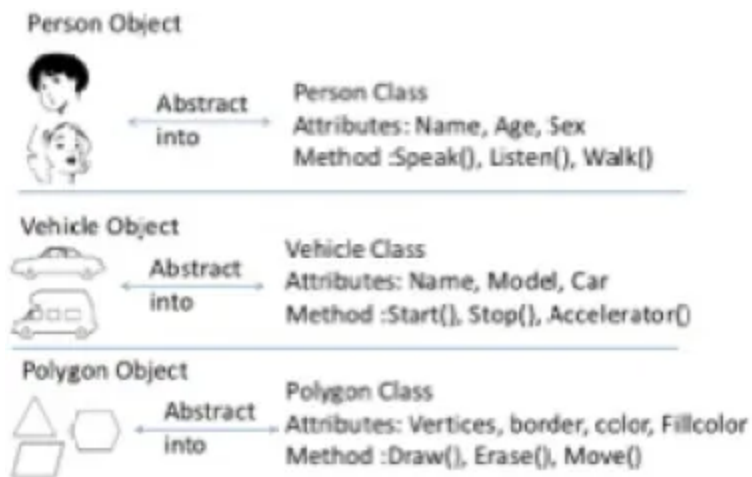 Person Object
Abstract
into
Person Class
Attributes: Name, Age, Sex
Method :Speak(), Listen(), Walk()
Vehicle Object
Abstract
into
Vehicle Class
Attributes: Name, Model, Car
Method :Start(), Stop(), Accelerator()
Polygon Object
Abstract
into
Polygon Class
Attributes: Vertices, border, color, Fillcolor
Method :Draw(), Erase(), Move()